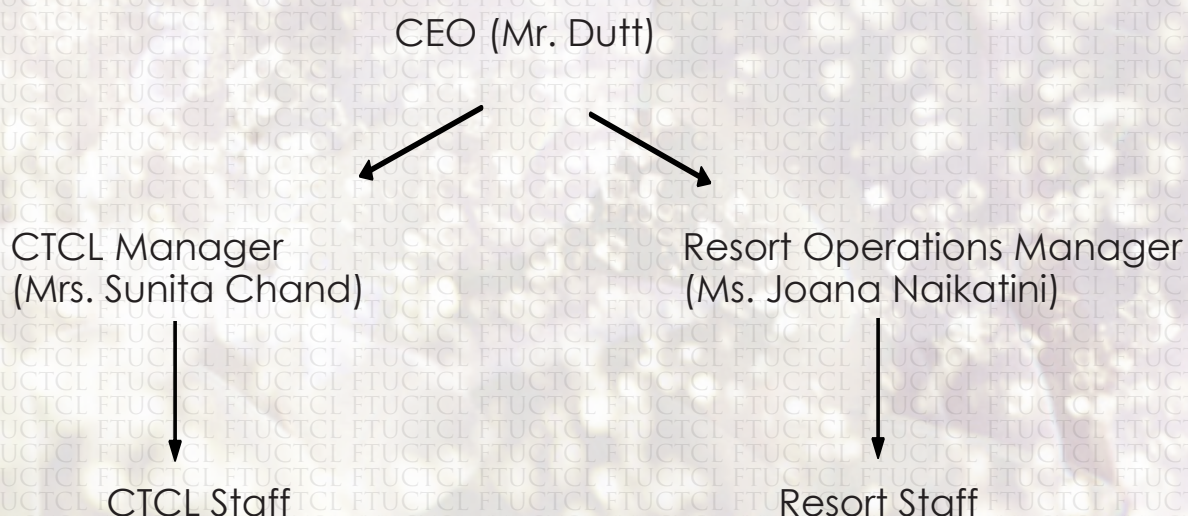 CEO (Mr. Dutt)
CTCL Manager
(Mrs. Sunita Chand)
Resort Operations Manager
(Ms. Joana Naikatini)
CTCL Staff
Resort Staff